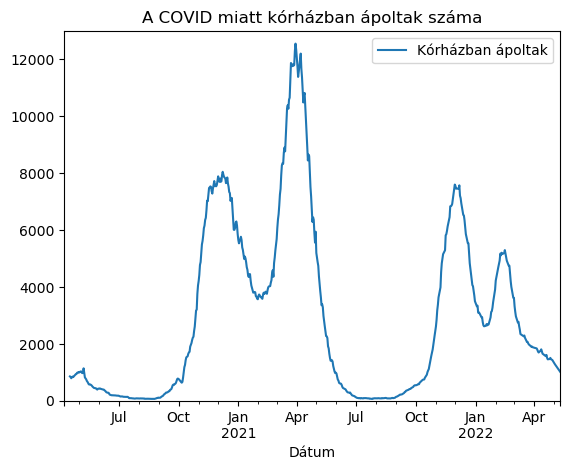 A COVID miatt kórházban ápoltak száma
Kórházban ápoltak
12000
10000
8000
6000
4000
2000
0
Jul Oct Jan Apr Jul Oct Jan Apr
2021 2022
Dátum